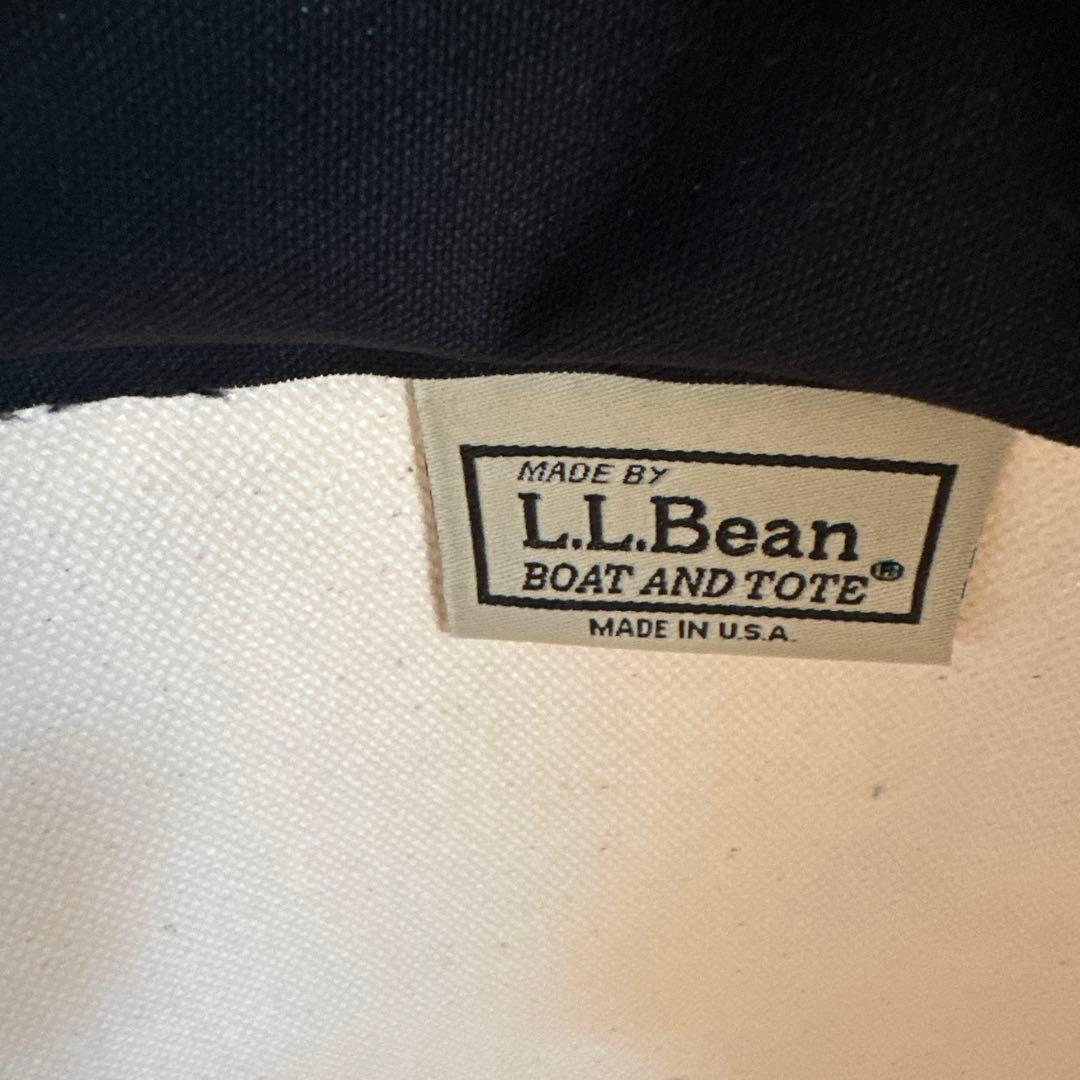 MADE BY
L.L.Bean
BOAT AND TOTE®
MADE IN U.S.A.